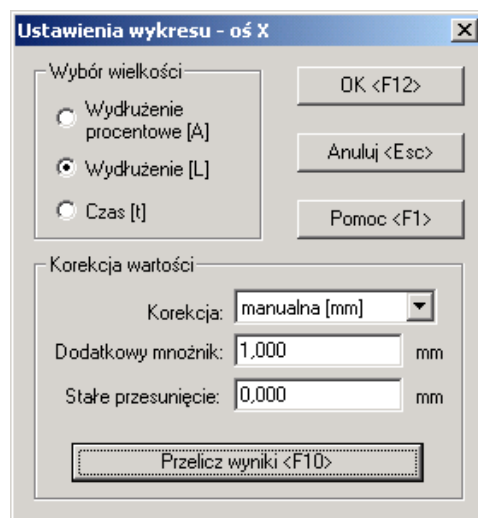 Ustawienia wykresu - oś X
Wybór wielkości
Wydłużenie
procentowe [A]
Wydłużenie [L]
Czas [t]
OK <F12>
Anuluj <Esc>
Pomoc <F1>
Korekcja wartości
Korekcja: manualna [mm]
Dodatkowy mnożnik: 1,000 mm
Stałe przesunięcie: 0,000 mm
Przelicz wyniki <F10>